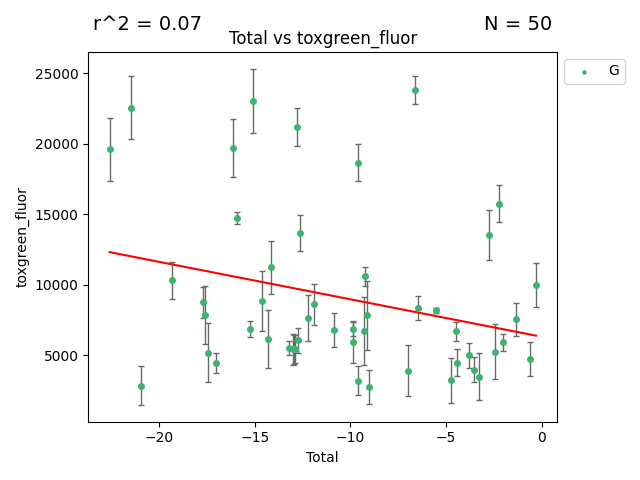 r^2 = 0.07
N = 50
Total vs toxgreen_fluor
G
25000
20000
15000
10000
5000
toxgreen_fluor
−20
−15
−10
−5
0
Total